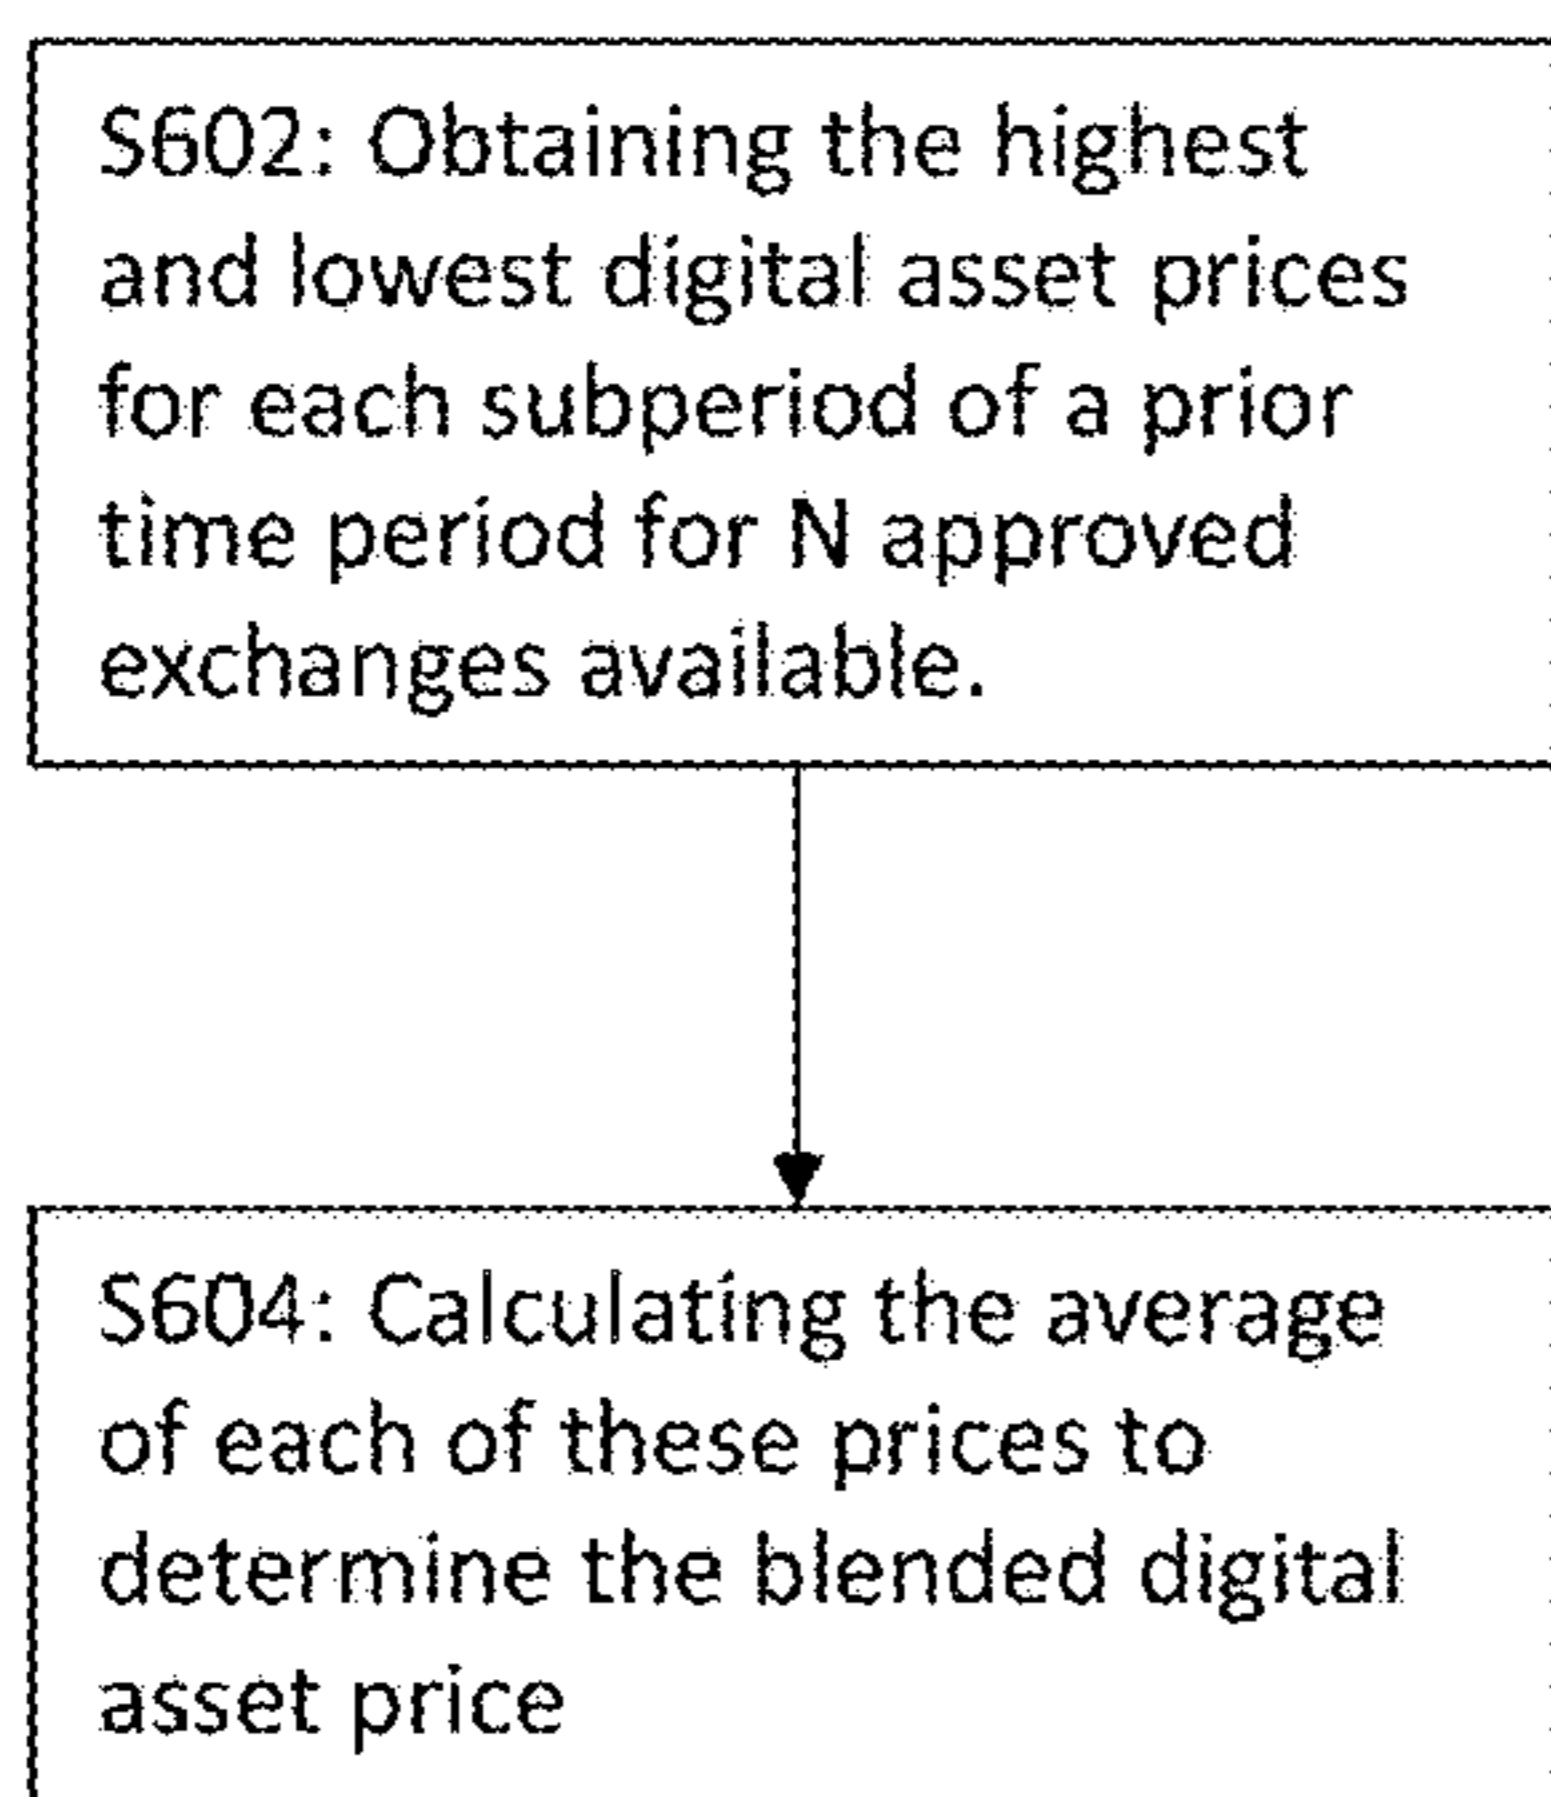 S602: Obtaining the highest
and lowest digital asset prices
for each subperiod of a prior
time period for N approved
exchanges available.
S604: Calculating the average
of each of these prices to
determine the blended digital
asset price